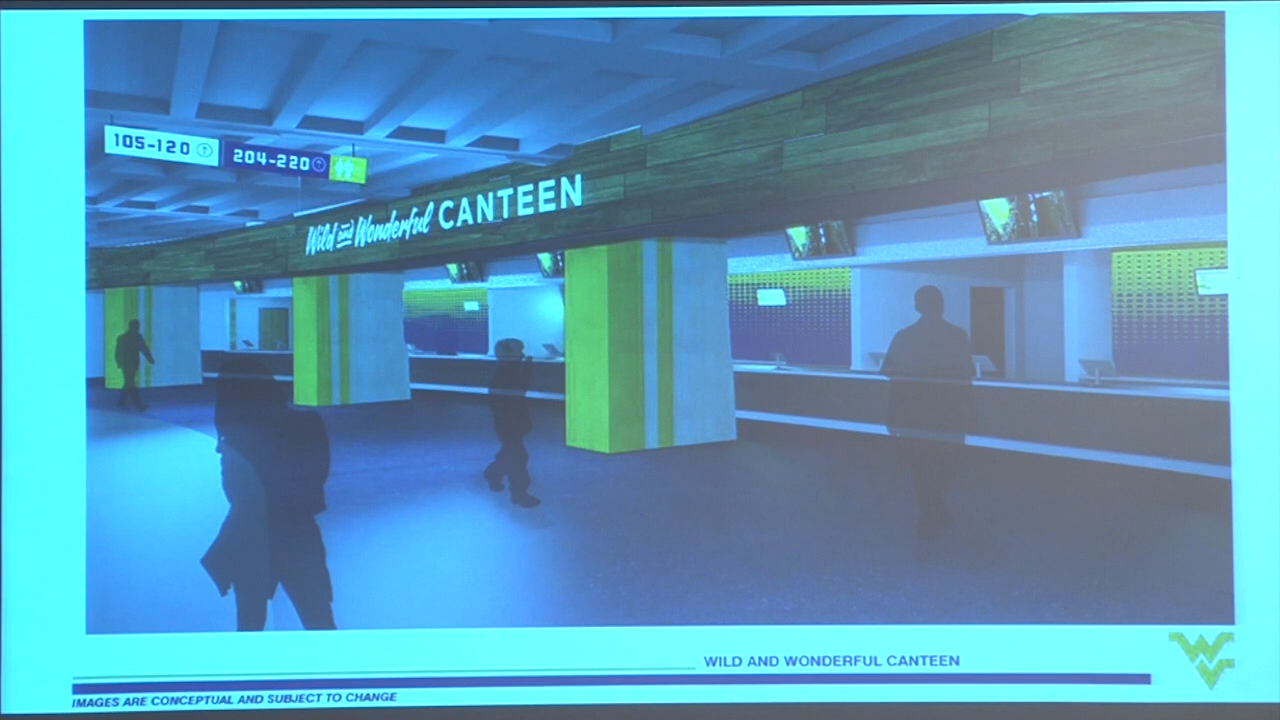 105-120
204-220
Wild and Wonderful CANTEEN
WILD AND WONDERFUL CANTEEN
IMAGES ARE CONCEPTUAL AND SUBJECT TO CHANGE
WV